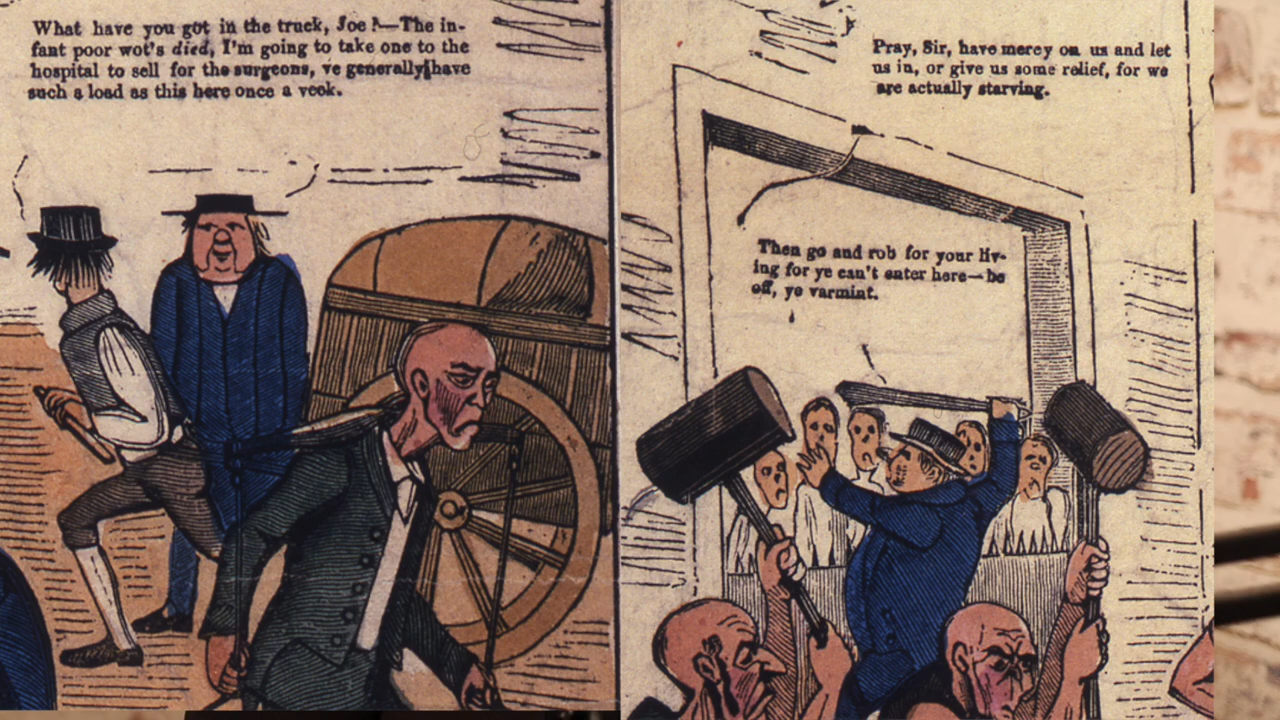 What have you got in the truck, Joe?—The in-
fant poor wot's died, I'm going to take one to the
hospital to sell for the surgeons, ve generally have
such a load as this here once a veek.
Pray, Sir, have mercy on us and let
us in, or give us some relief, for we
are actually starving.
Then go and rob for your liv-
ing for ye can't enter here—be
off, ye varmint.